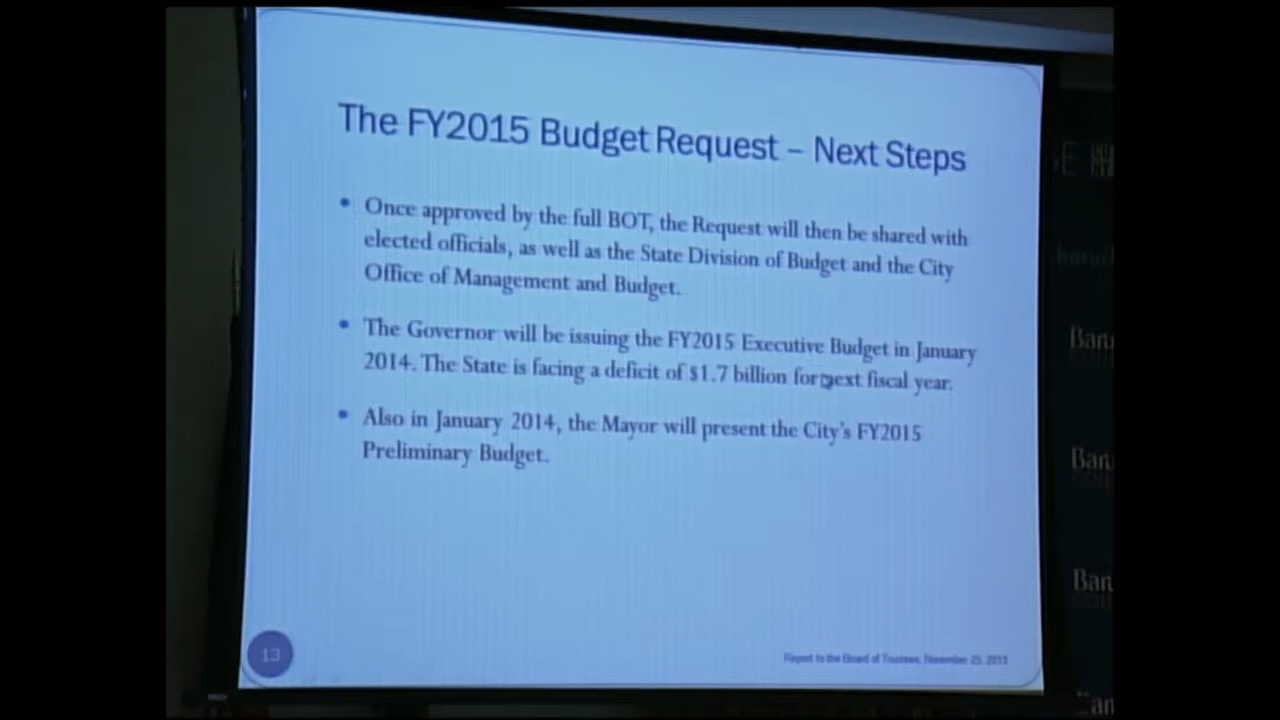 The FY2015 Budget Request – Next Steps
• Once approved by the full BOT, the Request will then be shared with
elected officials, as well as the State Division of Budget and the City
Office of Management and Budget.
• The Governor will be issuing the FY2015 Executive Budget in January
2014. The State is facing a deficit of $1.7 billion for next fiscal year.
• Also in January 2014, the Mayor will present the City's FY2015
Preliminary Budget.
13
Report to the Board of Trustees, November 25, 2013
Bar
Bar
Bar